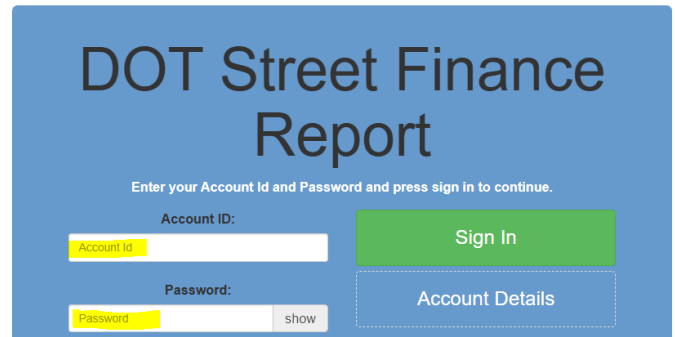 DOT Street Finance
Report
Enter your Account Id and Password and press sign in to continue.
Account ID:
Account Id
Sign In
Password:
Password
show
Account Details